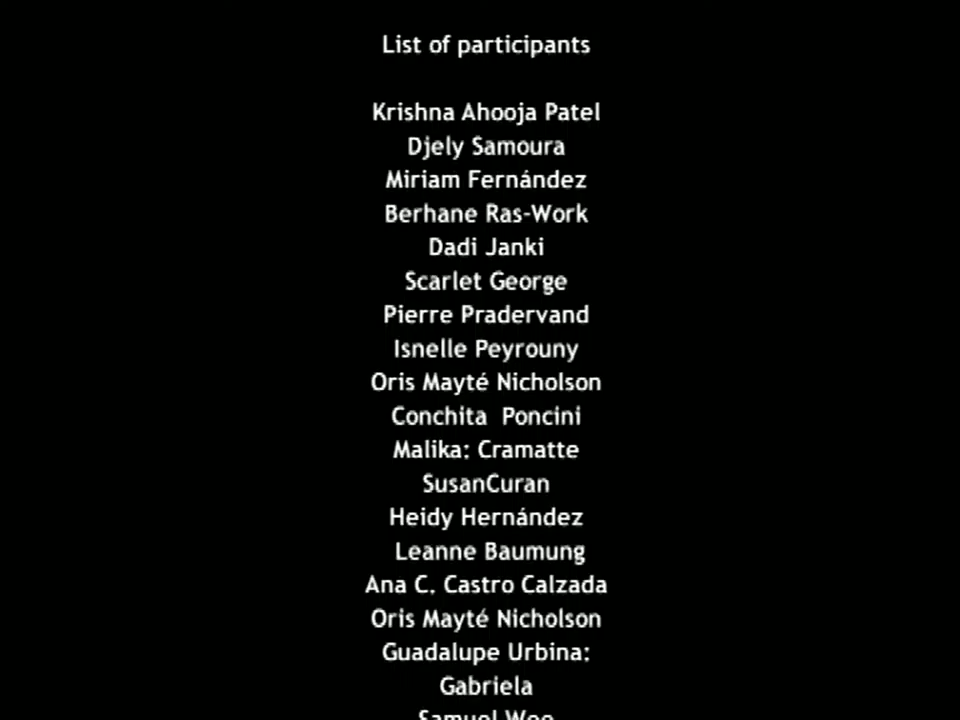 List of participants
Krishna Ahooja Patel
Djely Samoura
Miriam Fernández
Berhane Ras-Work
Dadi Janki
Scarlet George
Pierre Pradervand
Isnelle Peyrouny
Oris Mayté Nicholson
Conchita  Poncini
Malika: Cramatte
SusanCuran
Heidy Hernández
Leanne Baumung
Ana C. Castro Calzada
Oris Mayté Nicholson
Guadalupe Urbina:
Gabriela
Samuel